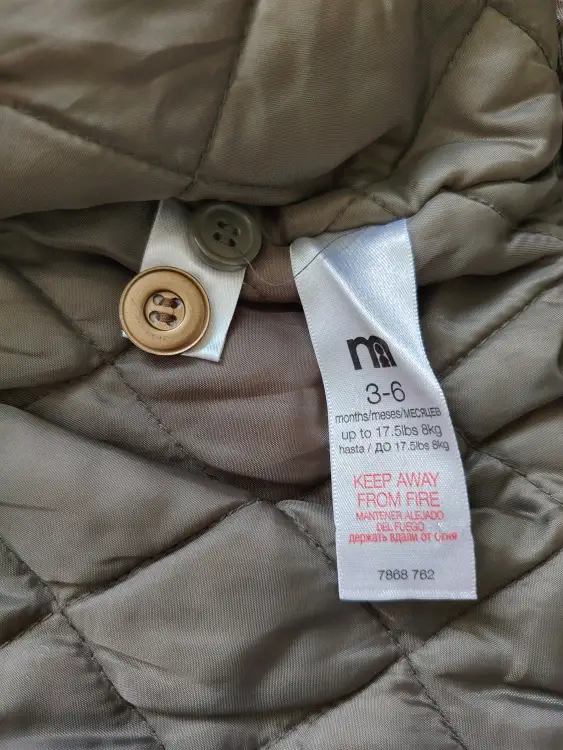 m
3-6
months/meses/МЕСЯЦЕВ
up to 17.5lbs 8kg
hasta / ДО 17.5lbs 8kg
KEEP AWAY
FROM FIRE
MANTENER ALEJADO
DEL FUEGO
держать вдали от огня
7868 762